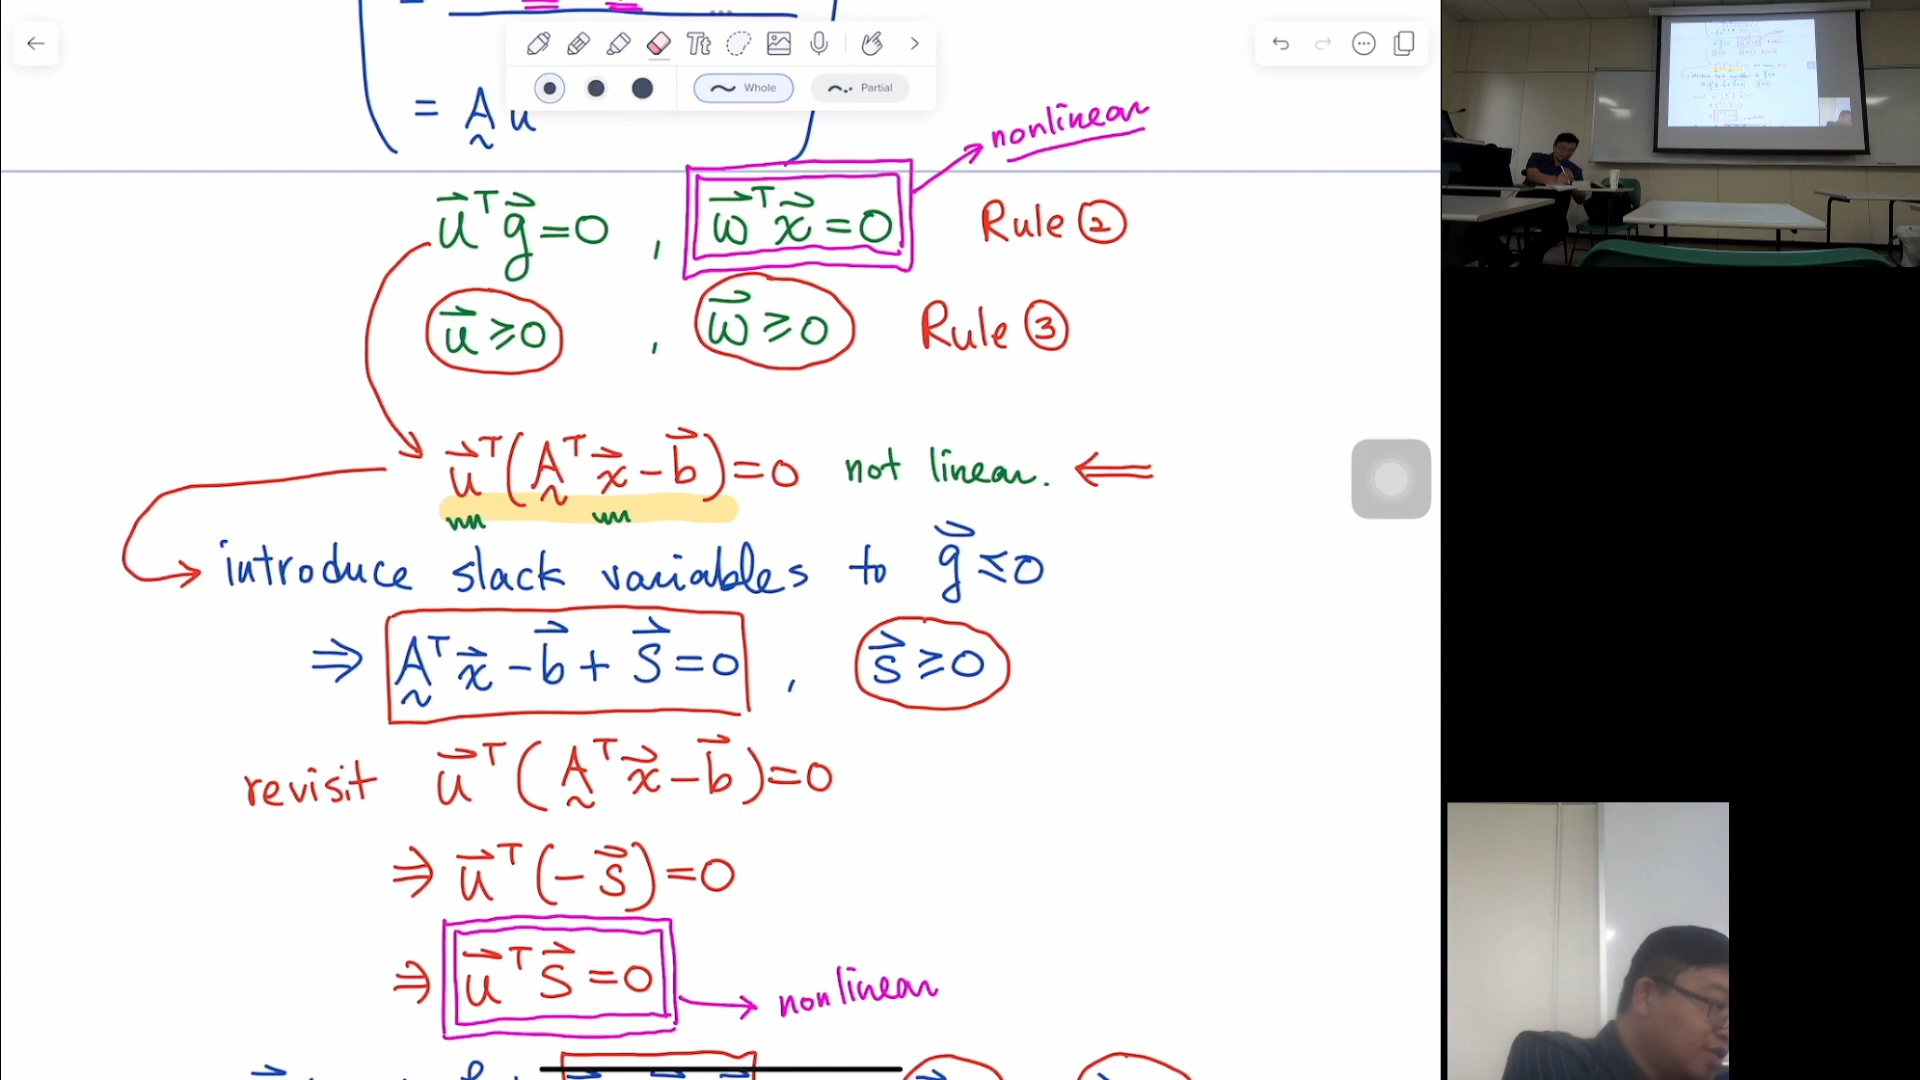 Tt
Whole Partial
= A u
nonlinear
u^T g = 0 , w^T x = 0 Rule ②
u ≥ 0 , w ≥ 0 Rule ③
u^T (A^T x - b) = 0 not linear. ⇐
introduce slack variables to g ≤ 0
⇒ A^T x - b + s = 0 , s ≥ 0
revisit u^T (A^T x - b) = 0
⇒ u^T (-s) = 0
⇒ u^T s = 0 → nonlinear